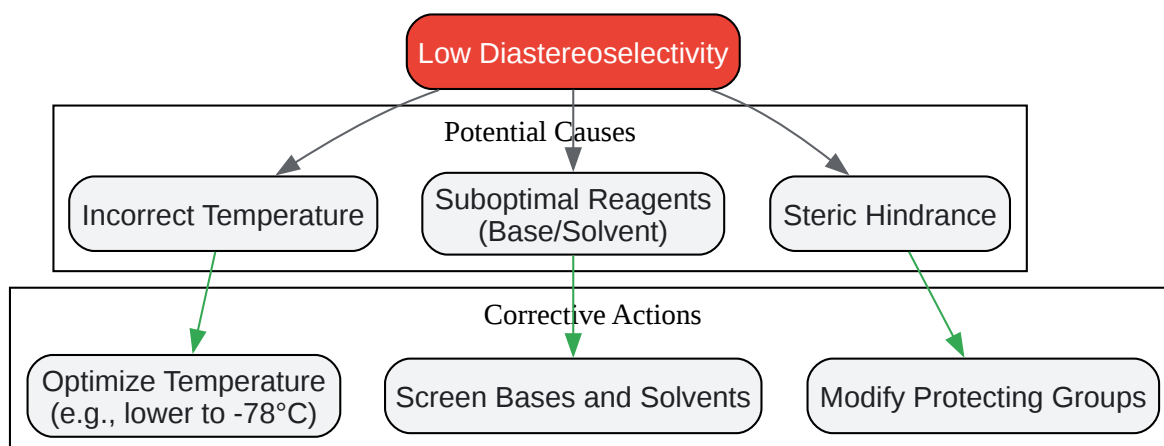 Low Diastereoselectivity
Potential Causes
Incorrect Temperature
Suboptimal Reagents
(Base/Solvent)
Steric Hindrance
Corrective Actions
Optimize Temperature
(e.g., lower to -78°C)
Screen Bases and Solvents
Modify Protecting Groups